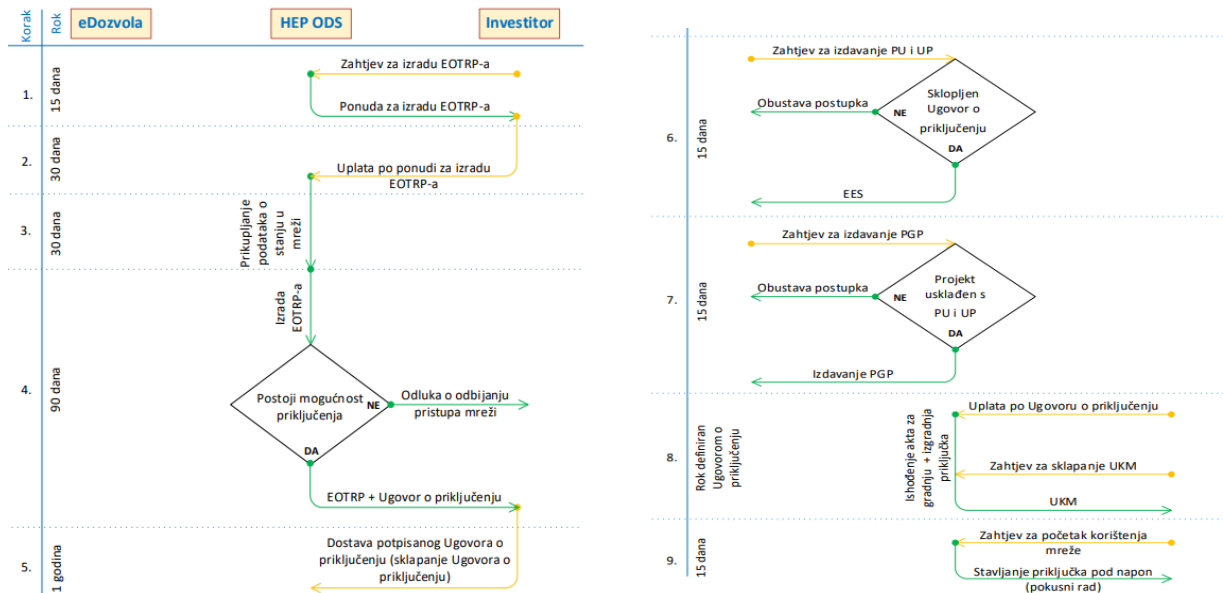 Korak
Rok
eDozvola
HEP ODS
Investitor
1.
15 dana
Zahtjev za izradu EOTRP-a
Ponuda za izradu EOTRP-a
2.
30 dana
Uplata po ponudi za izradu
EOTRP-a
3.
30 dana
Prikupljanje
podataka o
stanju u
mreži
4.
90 dana
Izrada
EOTRP-a
Postoji mogućnost
priključenja
NE
Odluka o odbijanju
pristupa mreži
DA
EOTRP + Ugovor o priključenju
5.
1 godina
Dostava potpisanog Ugovora o
priključenju (sklapanje Ugovora o
priključenju)
6.
15 dana
Zahtjev za izdavanje PU i UP
Sklopljen
Ugovor o
priključenju
Obustava postupka
NE
DA
EES
7.
15 dana
Zahtjev za izdavanje PGP
Projekt
usklađen s
PU i UP
Obustava postupka
NE
DA
Izdavanje PGP
8.
Rok definiran
Ugovorom o
priključenju
Uplata po Ugovoru o priključenju
Ishođenje akta za
gradnju + izgradnja
priključka
Zahtjev za sklapanje UKM
UKM
9.
15 dana
Zahtjev za početak korištenja
mreže
Stavljanje priključka pod napon
(pokusni rad)